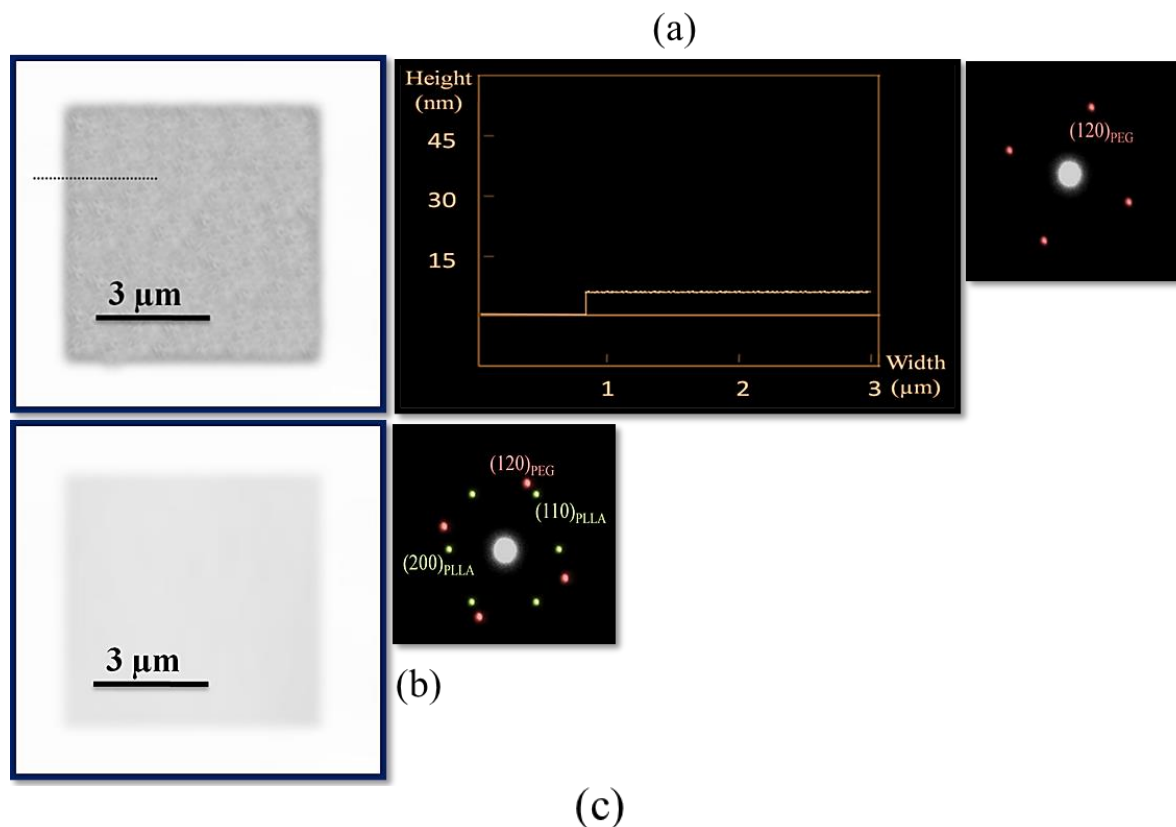 (a)
3 µm
Height
(nm)
45
30
15
1
2
3
Width
(µm)
(120)PEG
3 µm
(120)PEG
(110)PLLA
(200)PLLA
(b)
(c)